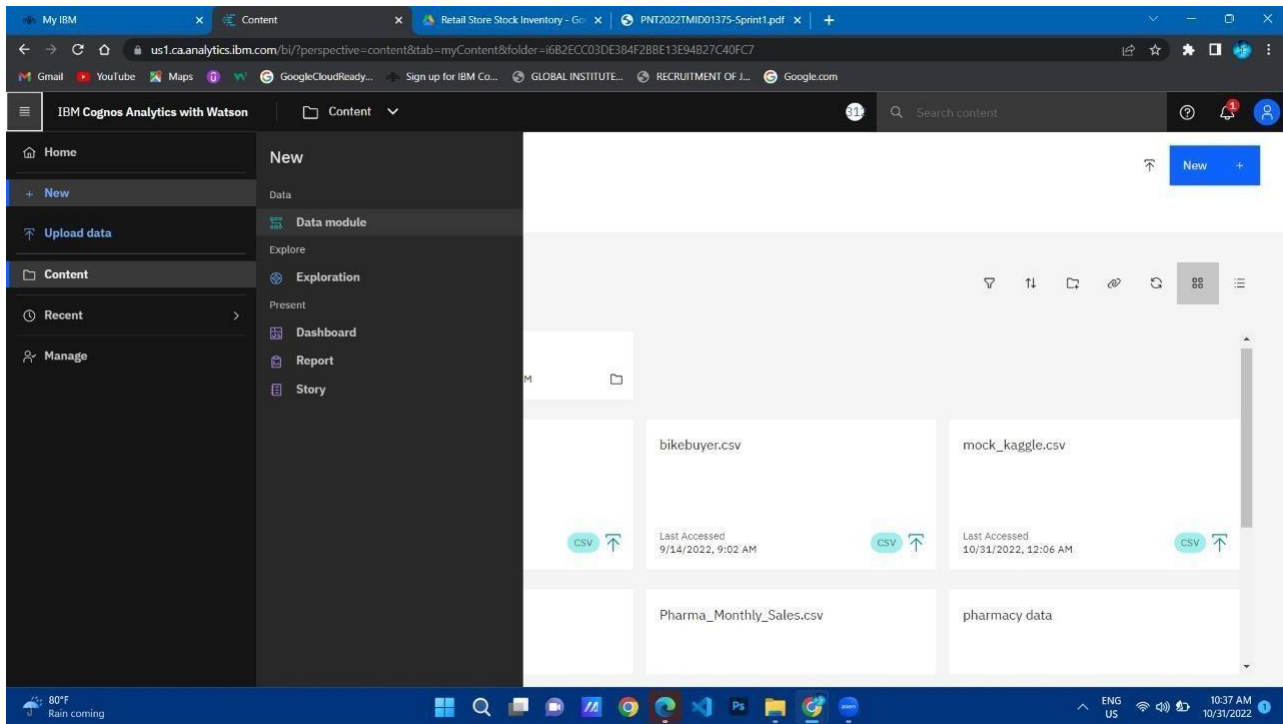 My IBM
Content
Retail Store Stock Inventory - Go
PNT2022TMID01375-Sprint1.pdf
us1.ca.analytics.ibm.com/bi/?perspective=content&tab=myContent&folder=i6B2ECC03DE384F2BBE13E94B27C40FC7
Gmail
YouTube
Maps
GoogleCloudReady...
Sign up for IBM Co...
GLOBAL INSTITUTE...
RECRUITMENT OF J...
Google.com
IBM Cognos Analytics with Watson
Content
Search content
1
Home
New
Upload data
Content
Recent
Manage
New
Data
Data module
Explore
Exploration
Present
Dashboard
Report
Story
New +
M
bikebuyer.csv
mock_kaggle.csv
CSV
Last Accessed
9/14/2022, 9:02 AM
CSV
Last Accessed
10/31/2022, 12:06 AM
CSV
Pharma_Monthly_Sales.csv
pharmacy data
80°F
Rain coming
Ps
zoom
ENG
US
10:37 AM
10/31/2022
1